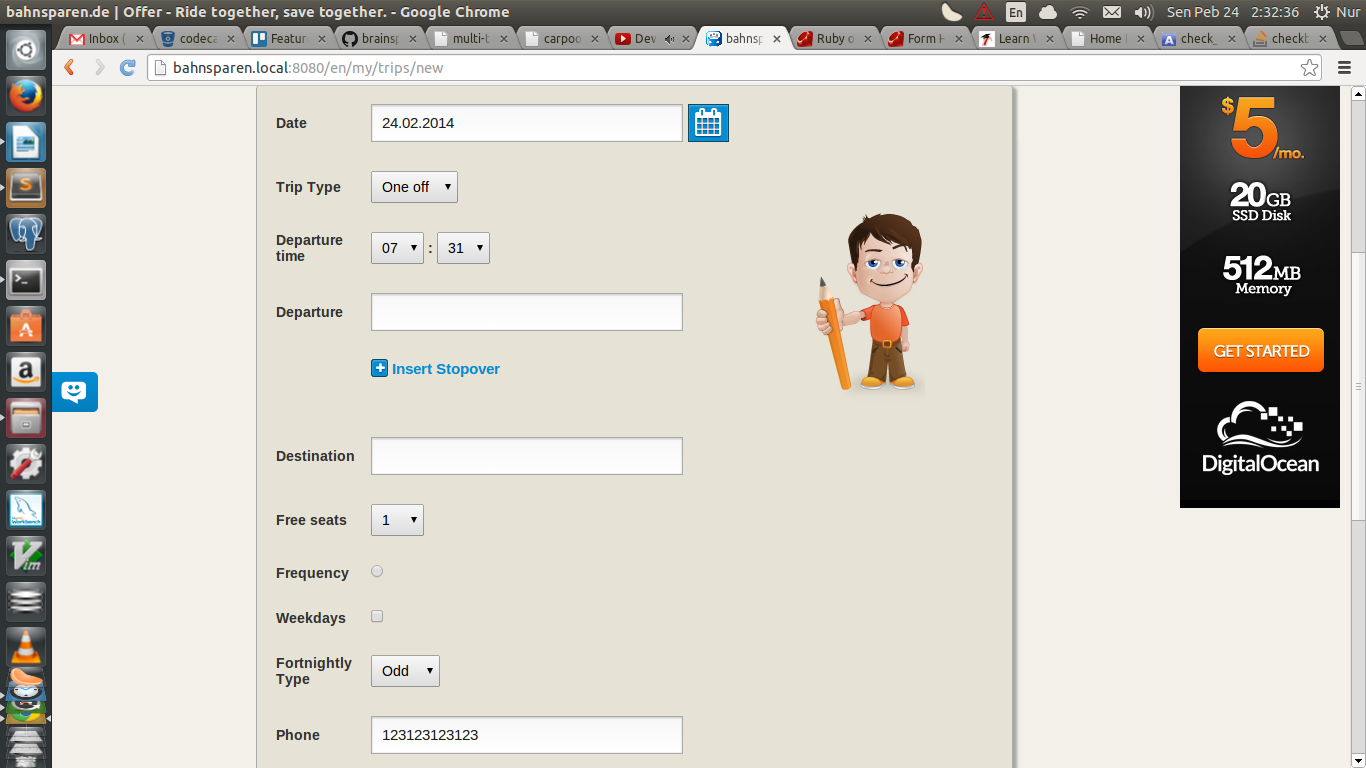 bahnsparen.de | Offer - Ride together, save together. - Google Chrome
En
Sen Peb 24 2:32:36
Nur
Inbox (
codeca
Featur
brainsp
multi-t
carpoo
Dev
bahnsp
Ruby o
Form H
Learn
Home
check_
checkb
bahnsparen.local:8080/en/my/trips/new
Date
24.02.2014
Trip Type
One off
Departure
time
07 : 31
Departure
Insert Stopover
Destination
Free seats
1
Frequency
Weekdays
Fortnightly
Type
Odd
Phone
123123123123
$5/mo.
20GB
SSD Disk
512MB
Memory
GET STARTED
DigitalOcean